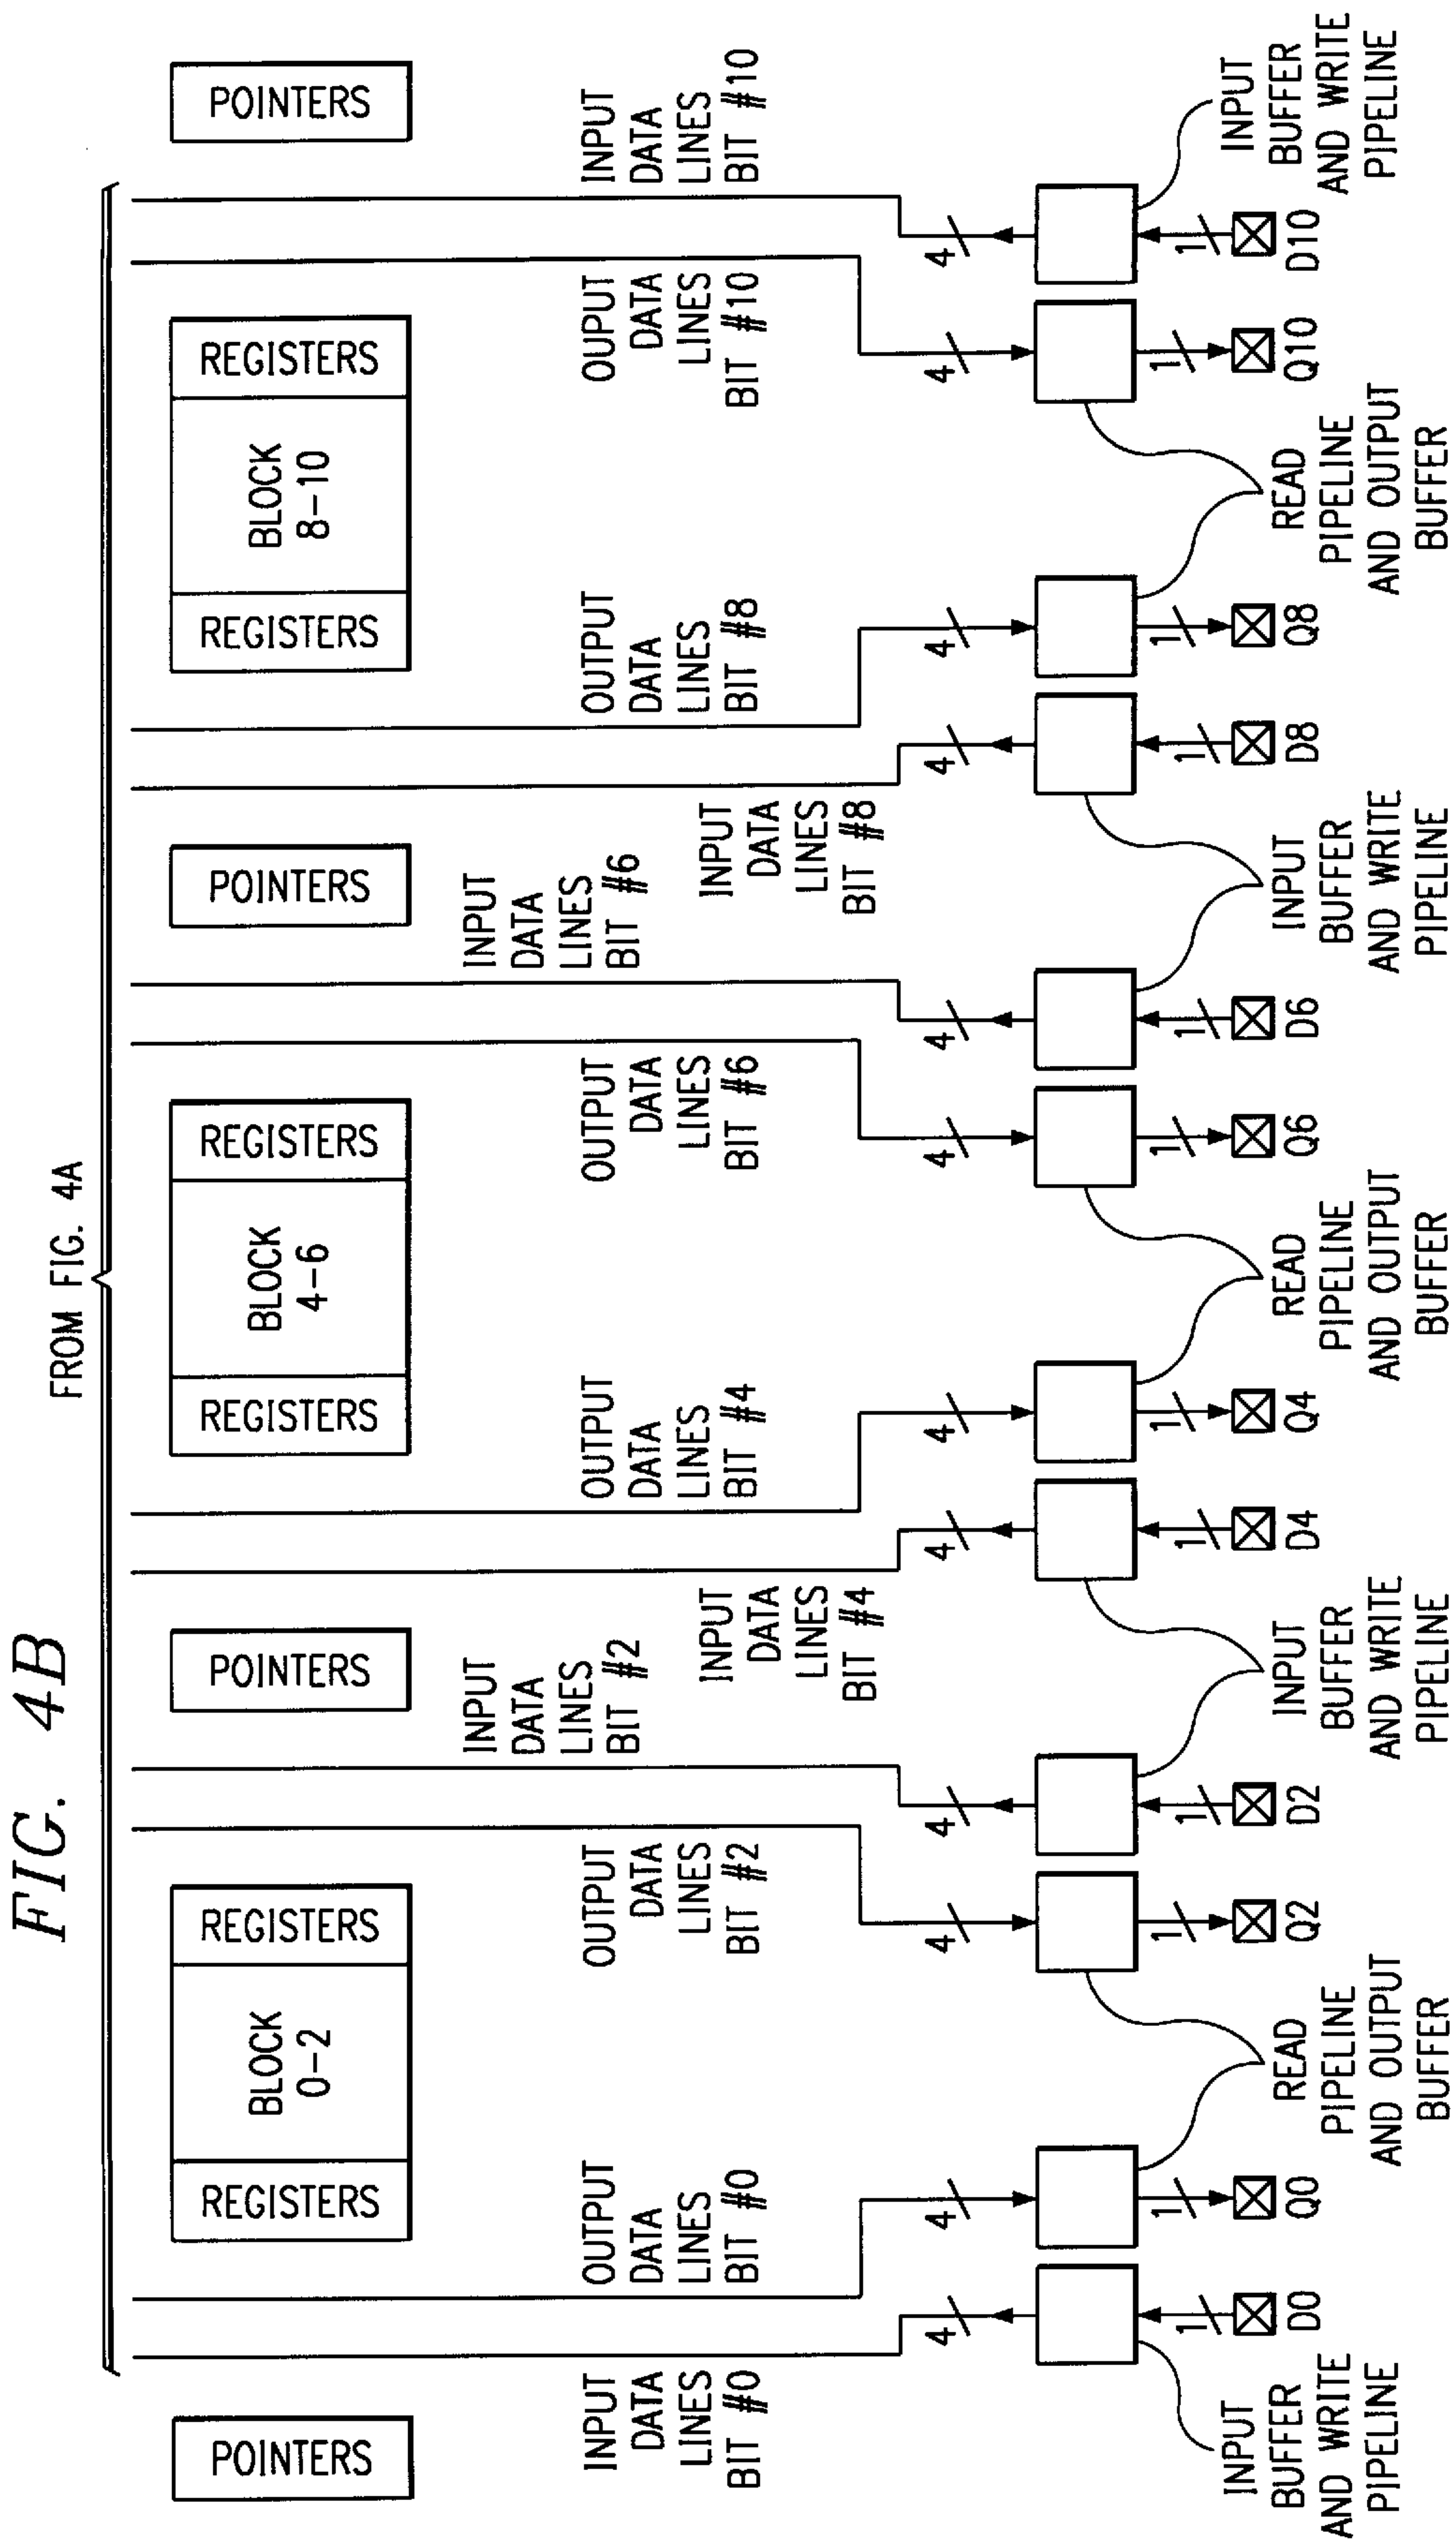 FIG. 4B
FROM FIG. 4A
POINTERS
REGISTERS
BLOCK
0-2
REGISTERS
POINTERS
REGISTERS
BLOCK
4-6
REGISTERS
POINTERS
REGISTERS
BLOCK
8-10
REGISTERS
POINTERS
INPUT
DATA
LINES
BIT #0
OUTPUT
DATA
LINES
BIT #0
OUTPUT
DATA
LINES
BIT #2
INPUT
DATA
LINES
BIT #2
INPUT
DATA
LINES
BIT #4
OUTPUT
DATA
LINES
BIT #4
OUTPUT
DATA
LINES
BIT #6
INPUT
DATA
LINES
BIT #6
INPUT
DATA
LINES
BIT #8
OUTPUT
DATA
LINES
BIT #8
OUPUT
DATA
LINES
BIT #10
INPUT
DATA
LINES
BIT #10
4
4
4
4
4
4
4
4
4
4
4
4
1
1
1
1
1
1
1
1
1
1
1
1
D0
Q0
Q2
D2
D4
Q4
Q6
D6
D8
Q8
Q10
D10
INPUT
BUFFER
AND WRITE
PIPELINE
READ
PIPELINE
AND OUTPUT
BUFFER
INPUT
BUFFER
AND WRITE
PIPELINE
READ
PIPELINE
AND OUTPUT
BUFFER
INPUT
BUFFER
AND WRITE
PIPELINE
READ
PIPELINE
AND OUTPUT
BUFFER
INPUT
BUFFER
AND WRITE
PIPELINE